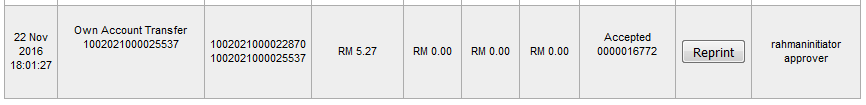 22 Nov
2016
18:01:27
Own Account Transfer
1002021000025537
1002021000022870
1002021000025537
RM 5.27
RM 0.00
RM 0.00
RM 0.00
Accepted
0000016772
Reprint
rahmaninitiator
approver